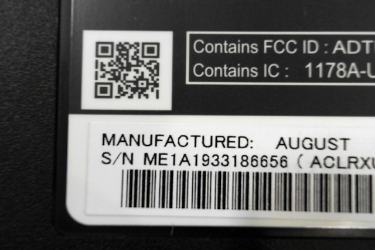 Contains FCC ID : ADT
Contains IC : 1178A-
MANUFACTURED: AUGUST
S/N ME1A1933186656 ( ACLRXU